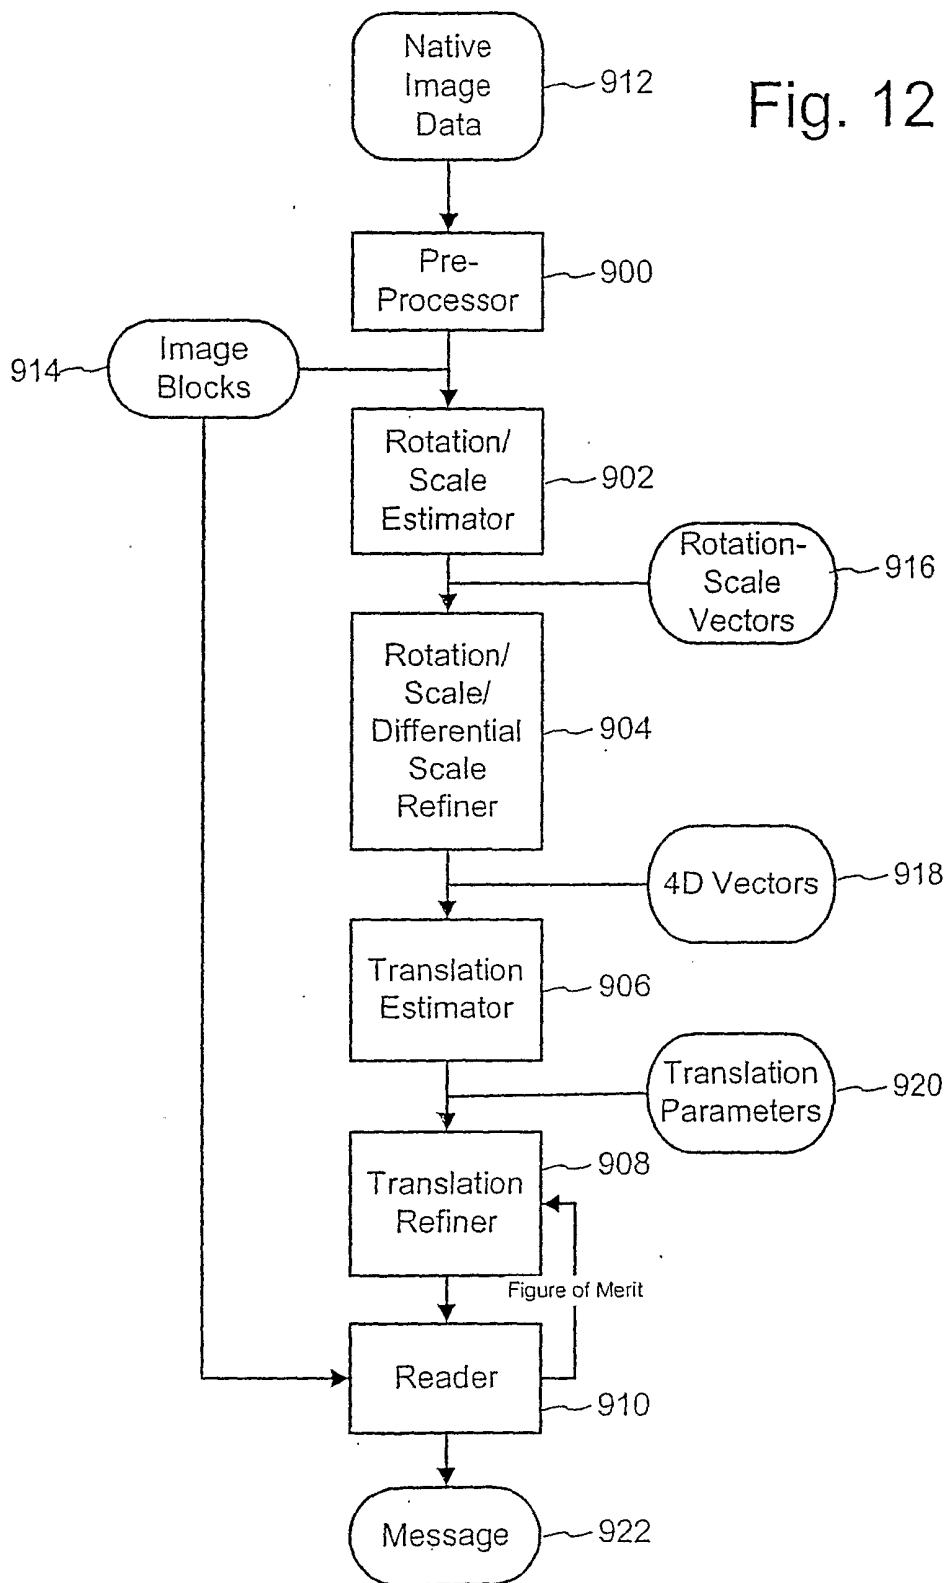 Native
Image
Data
912
Fig. 12
Pre-
Processor
900
914
Image
Blocks
Rotation/
Scale
Estimator
902
Rotation-
Scale
Vectors
916
Rotation/
Scale/
Differential
Scale
Refiner
904
4D Vectors
918
Translation
Estimator
906
Translation
Parameters
920
Translation
Refiner
908
Figure of Merit
Reader
910
Message
922